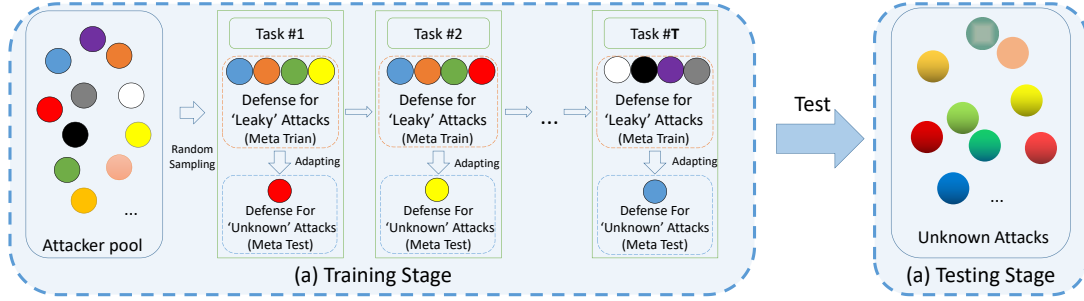 Attacker pool
...
Random
Sampling
Task #1
Defense for
'Leaky' Attacks
(Meta Trian)
Adapting
Defense For
'Unknown' Attacks
(Meta Test)
Task #2
Defense for
'Leaky' Attacks
(Meta Train)
Adapting
Defense For
'Unknown' Attacks
(Meta Test)
...
Task #T
Defense for
'Leaky' Attacks
(Meta Train)
Adapting
Defense For
'Unknown' Attacks
(Meta Test)
(a) Training Stage
Test
...
Unknown Attacks
(a) Testing Stage